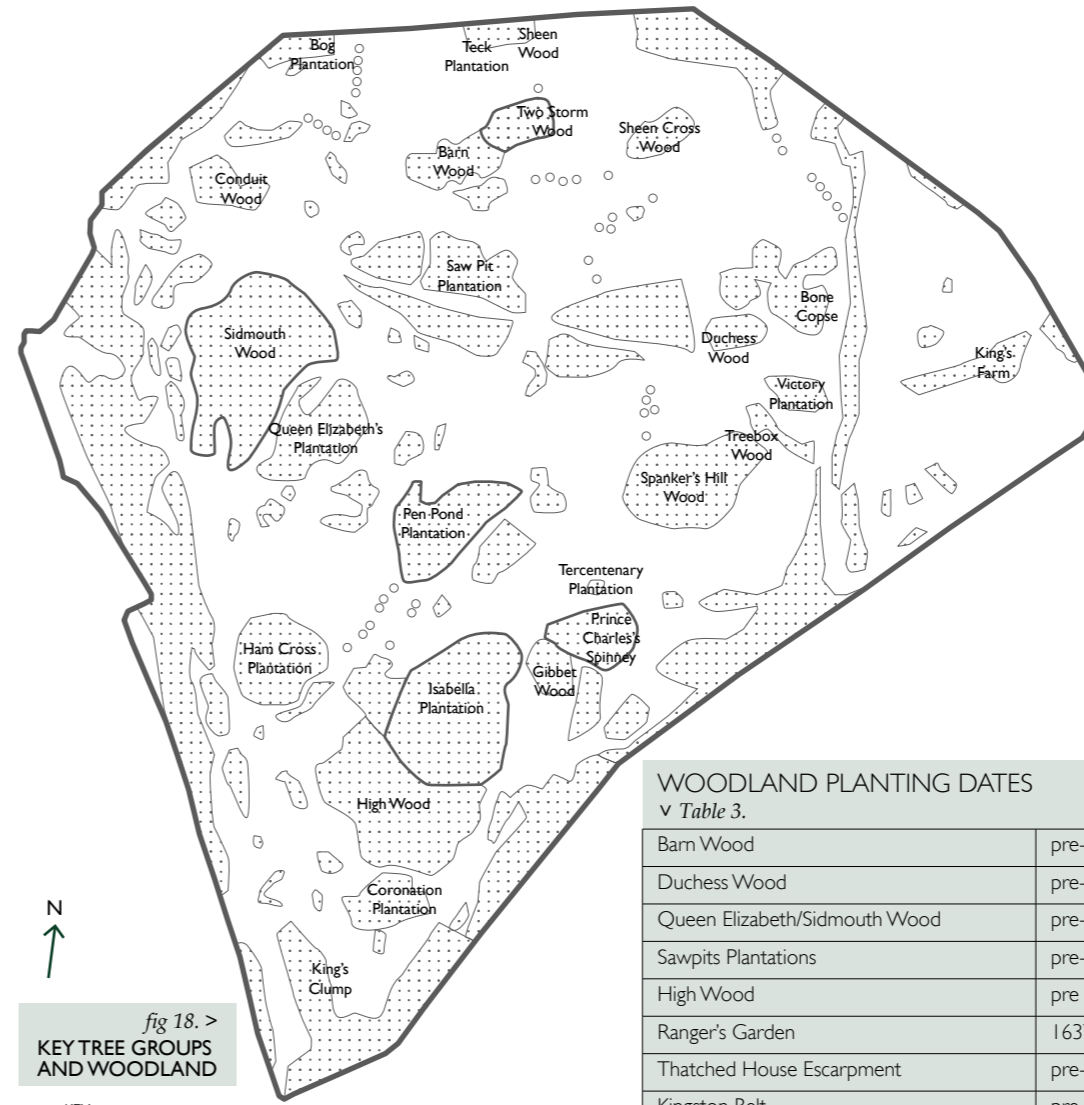 Bog
Plantation
Teck
Plantation
Sheen
Wood
Two Storm
Wood
Barn
Wood
Sheen Cross
Wood
Conduit
Wood
Saw Pit
Plantation
Sidmouth
Wood
Bone
Copse
Duchess
Wood
King's
Farm
Victory
Plantation
Queen Elizabeth's
Plantation
Treebox
Wood
Spanker's Hill
Wood
Pen Pond
Plantation
Tercentenary
Plantation
Prince
Charles's
Spinney
Ham Cross
Plantation
Gibbet
Wood
Isabella
Plantation
High Wood
Coronation
Plantation
King's
Clump
N
fig 18. >
KEY TREE GROUPS
AND WOODLAND
WOODLAND PLANTING DATES
v Table 3.
Barn Wood pre-
Duchess Wood pre-
Queen Elizabeth/Sidmouth Wood pre-
Sawpits Plantations pre-
High Wood pre
Ranger's Garden 163
Thatched House Escarpment pre-
Kingston Belt pre-